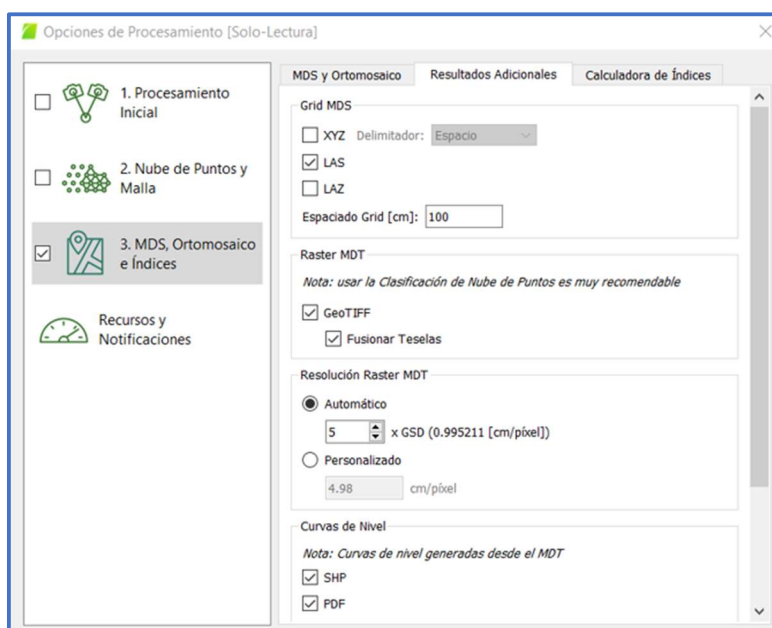 Opciones de Procesamiento [Solo-Lectura]
1. Procesamiento
Inicial
2. Nube de Puntos y
Malla
3. MDS, Ortomosaico
e Índices
Recursos y
Notificaciones
MDS y Ortomosaico
Resultados Adicionales
Calculadora de Índices
Grid MDS
XYZ Delimitador: Espacio
LAS
LAZ
Espaciado Grid [cm]: 100
Raster MDT
Nota: usar la Clasificación de Nube de Puntos es muy recomendable
GeoTIFF
Fusionar Teselas
Resolución Raster MDT
Automático
5 x GSD (0.995211 [cm/píxel])
Personalizado
4.98 cm/píxel
Curvas de Nivel
Nota: Curvas de nivel generadas desde el MDT
SHP
PDF